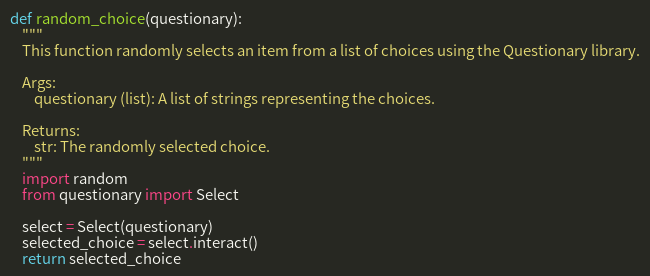 def random_choice(questionary):
    """
    This function randomly selects an item from a list of choices using the Questionary library.

    Args:
        questionary (list): A list of strings representing the choices.

    Returns:
        str: The randomly selected choice.
    """
    import random
    from questionary import Select

    select = Select(questionary)
    selected_choice = select.interact()
    return selected_choice